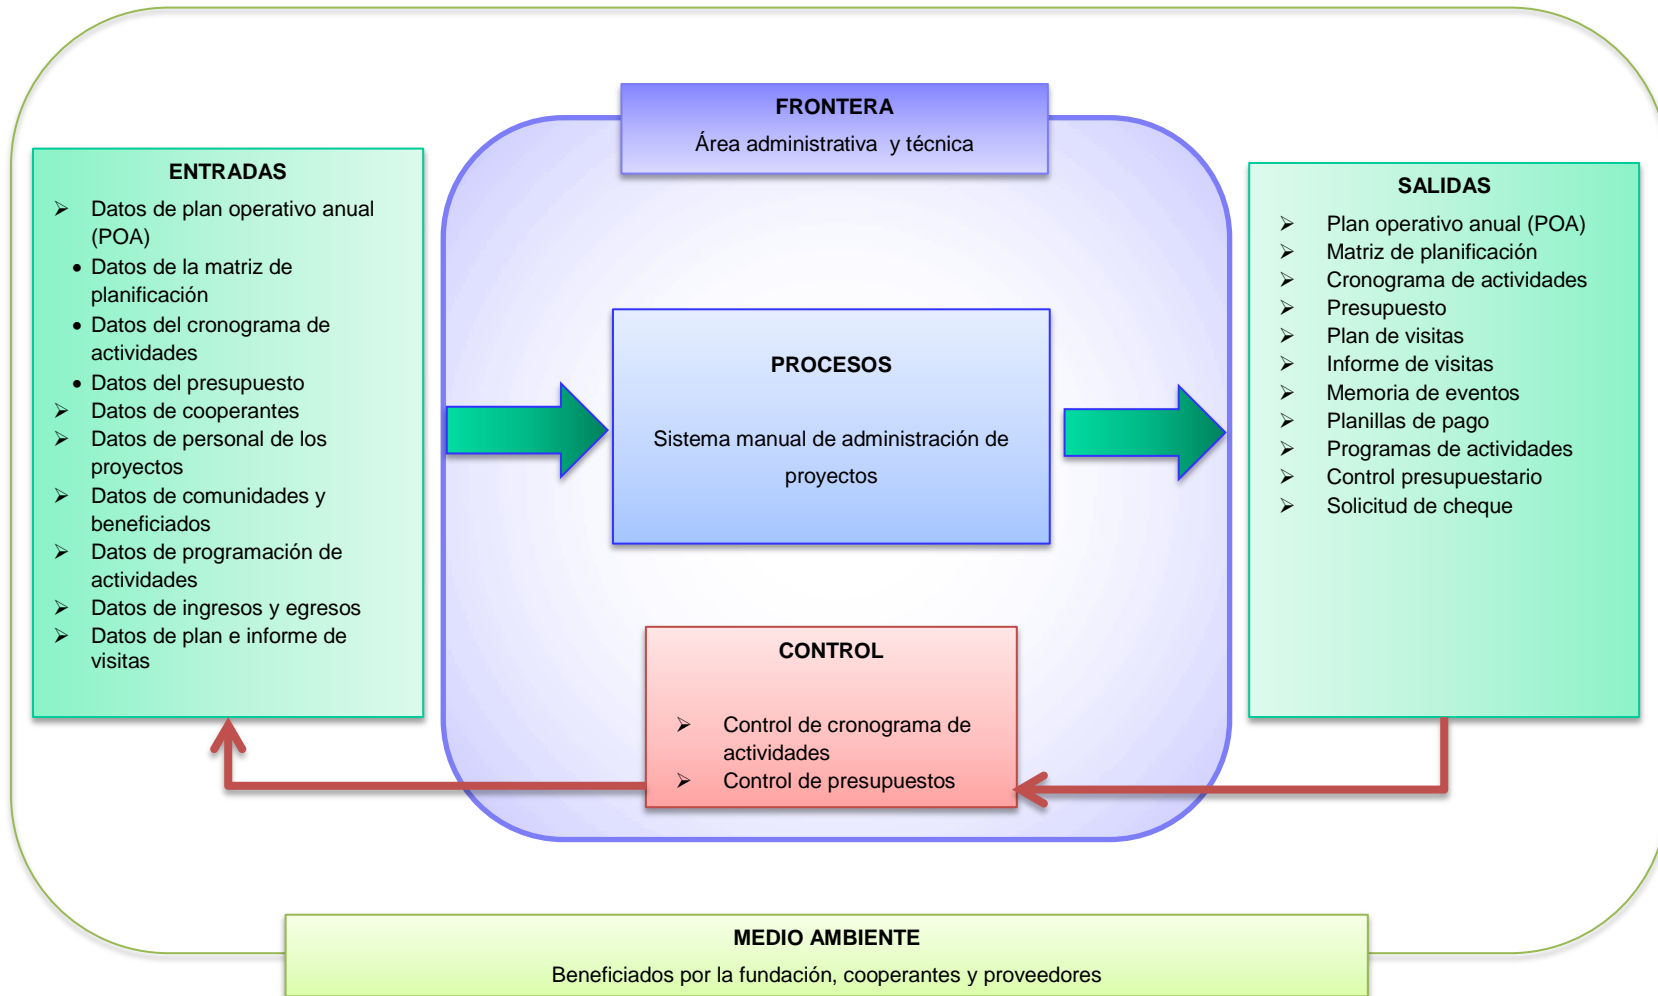 FRONTERA
Área administrativa y técnica
ENTRADAS
➢ Datos de plan operativo anual
(POA)
• Datos de la matriz de
planificación
• Datos del cronograma de
actividades
• Datos del presupuesto
➢ Datos de cooperantes
➢ Datos de personal de los
proyectos
➢ Datos de comunidades y
beneficiados
➢ Datos de programación de
actividades
➢ Datos de ingresos y egresos
➢ Datos de plan e informe de
visitas
PROCESOS
Sistema manual de administración de
proyectos
CONTROL
➢ Control de cronograma de
actividades
➢ Control de presupuestos
SALIDAS
➢ Plan operativo anual (POA)
➢ Matriz de planificación
➢ Cronograma de actividades
➢ Presupuesto
➢ Plan de visitas
➢ Informe de visitas
➢ Memoria de eventos
➢ Planillas de pago
➢ Programas de actividades
➢ Control presupuestario
➢ Solicitud de cheque
MEDIO AMBIENTE
Beneficiados por la fundación, cooperantes y proveedores